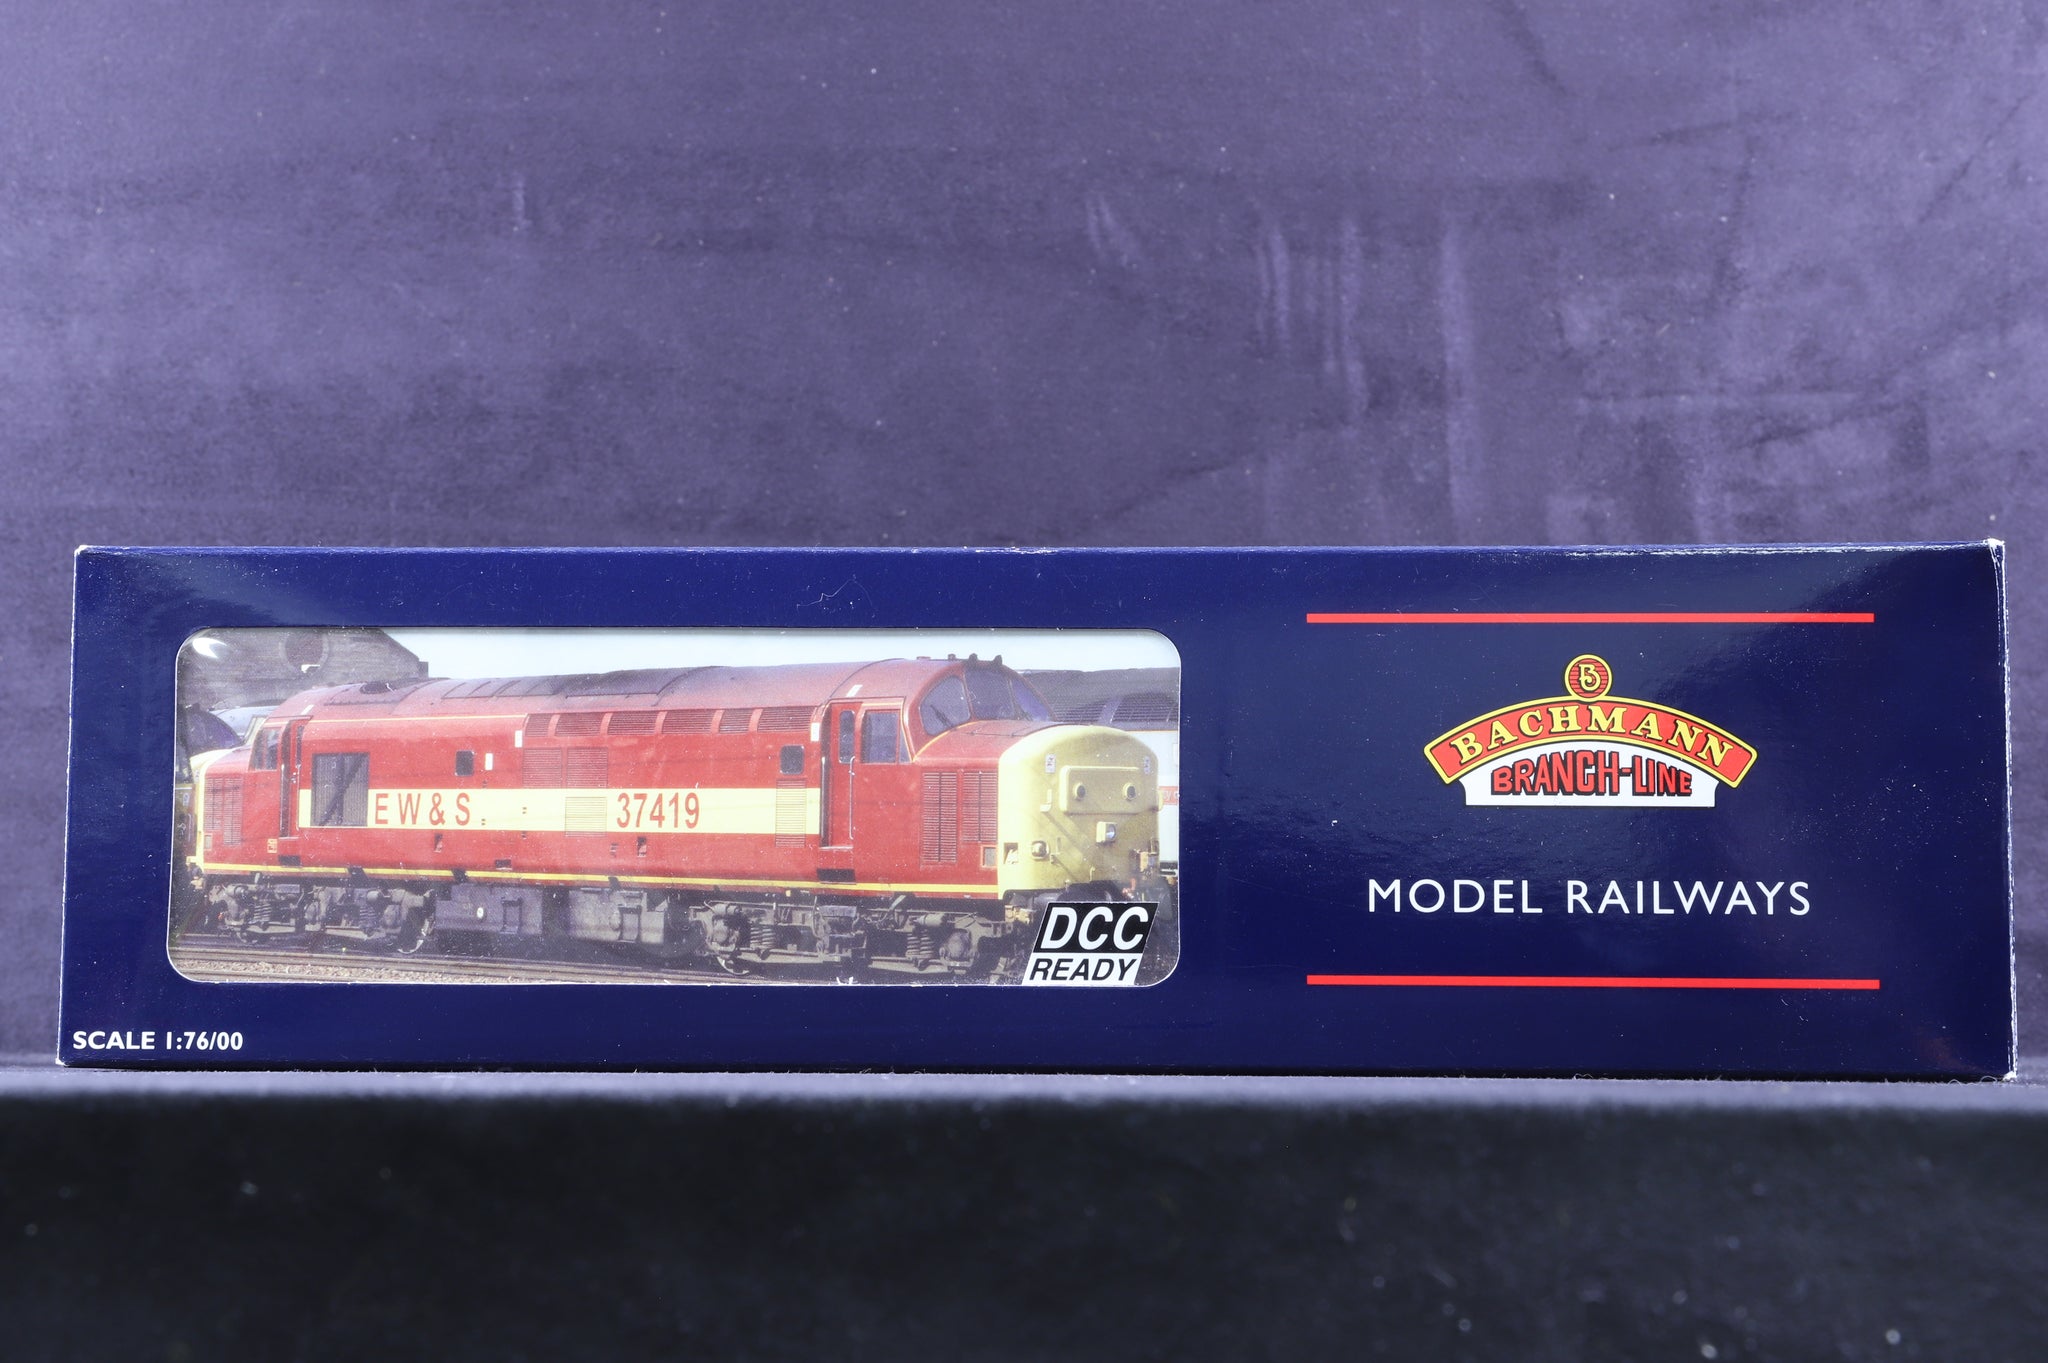 EW&S
37419
DCC
READY
SCALE 1:76/00
B
BACHMANN
BRANCH-LINE
MODEL RAILWAYS